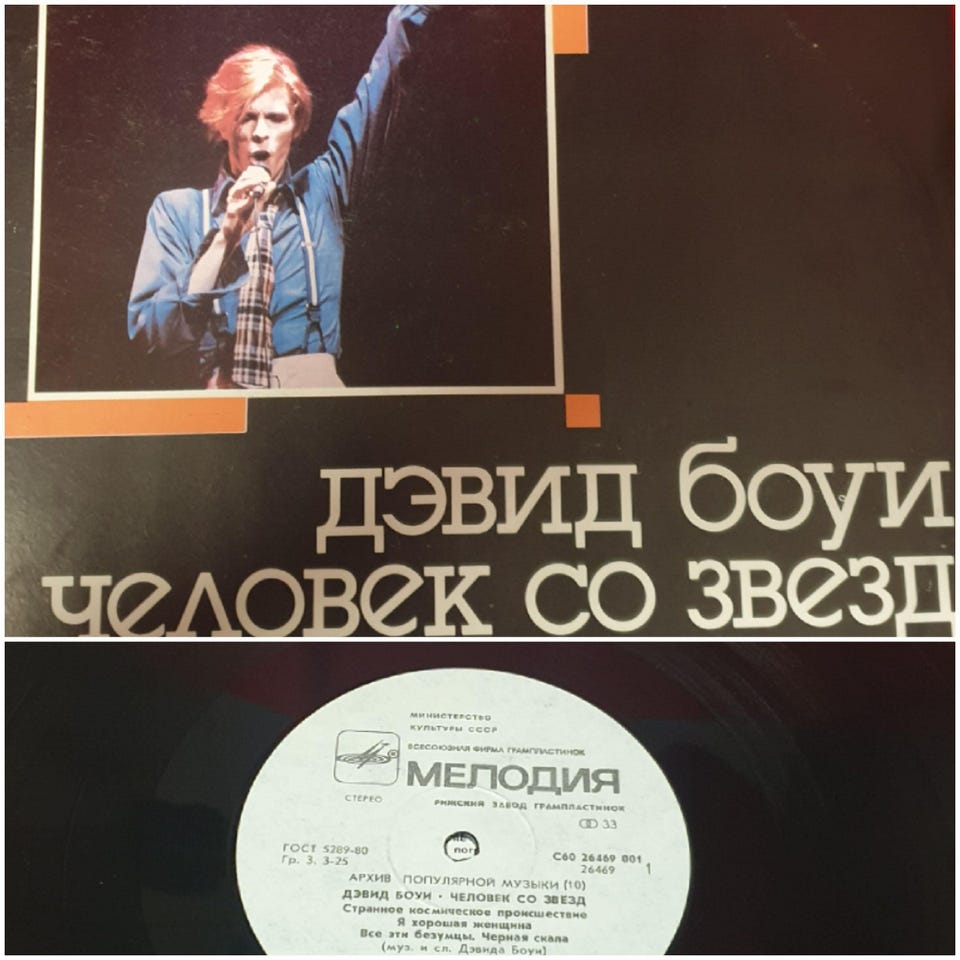 дэвид боуи
человек со звезд
МИНИСТЕРСТВО
КУЛЬТУРЫ СССР
ВСЕСОЮЗНАЯ ФИРМА ГРАМПЛАСТИНОК
МЕЛОДИЯ
СТЕРЕО
РИЖСКИЙ ЗАВОД ГРАМПЛАСТИНОК
33
ГОСТ 5289-80
Гр. 3. 3-25
С60 26469 001
26469 1
АРХИВ ПОПУЛЯРНОЙ МУЗЫКИ (10)
ДЭВИД БОУИ · ЧЕЛОВЕК СО ЗВЕЗД
Странное космическое происшествие
Я хорошая женщина
Все эти безумцы. Черная скала
(муз. и сл. Дэвида Боуи)